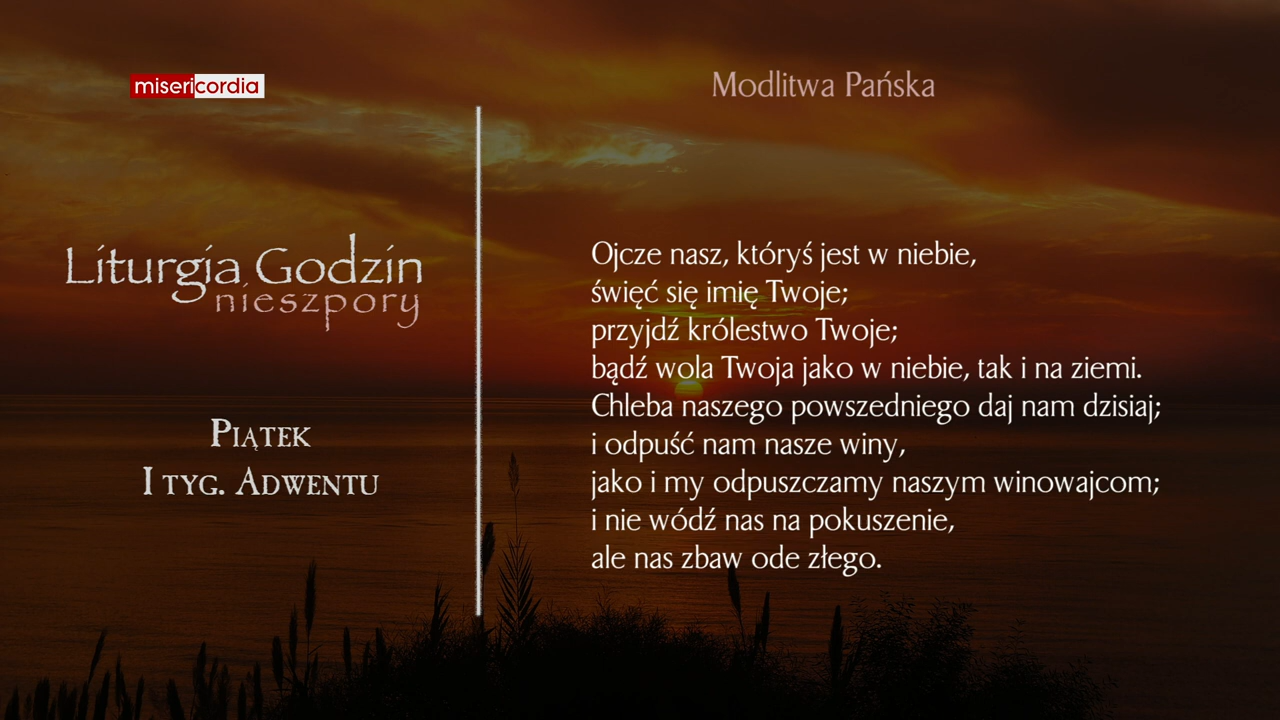 misericordia
Liturgia Godzin
nieszpory
Piątek
I tyg. Adwentu
Modlitwa Pańska
Ojcze nasz, któryś jest w niebie,
święć się imię Twoje;
przyjdź królestwo Twoje;
bądź wola Twoja jako w niebie, tak i na ziemi.
Chleba naszego powszedniego daj nam dzisiaj;
i odpuść nam nasze winy,
jako i my odpuszczamy naszym winowajcom;
i nie wódź nas na pokuszenie,
ale nas zbaw ode złego.